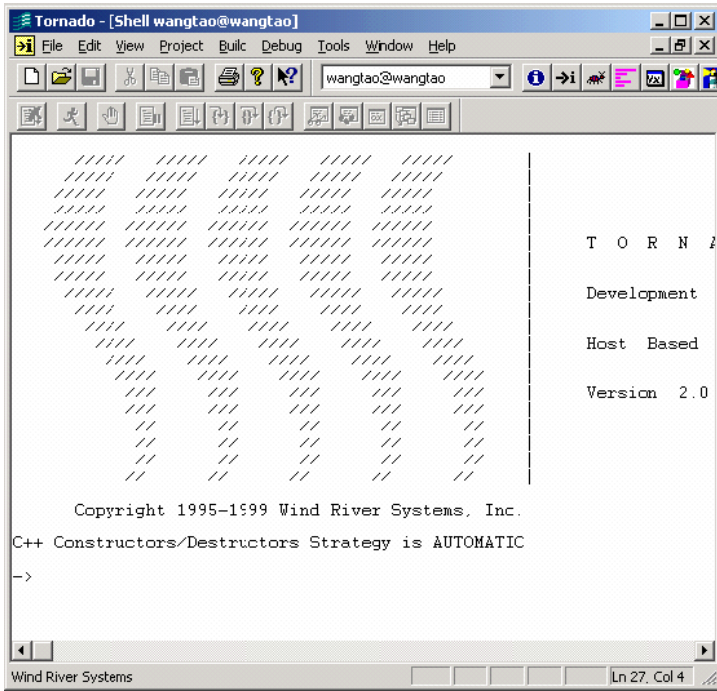 Tornado - [Shell wangtao@wangtao]
File Edit View Project Builc Debug Tools Window Help
wangtao@wangtao
T O R N A
Development
Host Based
Version 2.0
Copyright 1995-1999 Wind River Systems, Inc.
C++ Constructors/Destructors Strategy is AUTOMATIC
->
Wind River Systems
Ln 27, Col 4